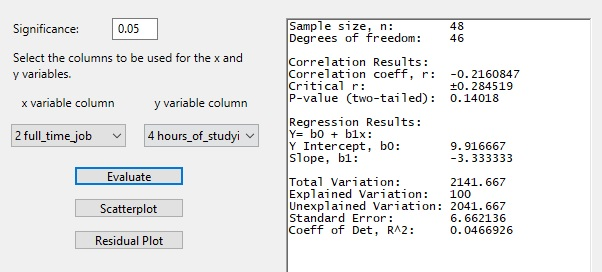 Significance: 0.05
Select the columns to be used for the x and
y variables.
x variable column y variable column
2 full_time_job 4 hours_of_studyi
Evaluate
Scatterplot
Residual Plot
Sample size, n: 48
Degrees of freedom: 46
Correlation Results:
Correlation coeff, r: -0.2160847
Critical r: ±0.284519
P-value (two-tailed): 0.14018
Regression Results:
Y= b0 + b1x:
Y Intercept, b0: 9.916667
Slope, b1: -3.333333
Total Variation: 2141.667
Explained Variation: 100
Unexplained Variation: 2041.667
Standard Error: 6.662136
Coeff of Det, R^2: 0.0466926